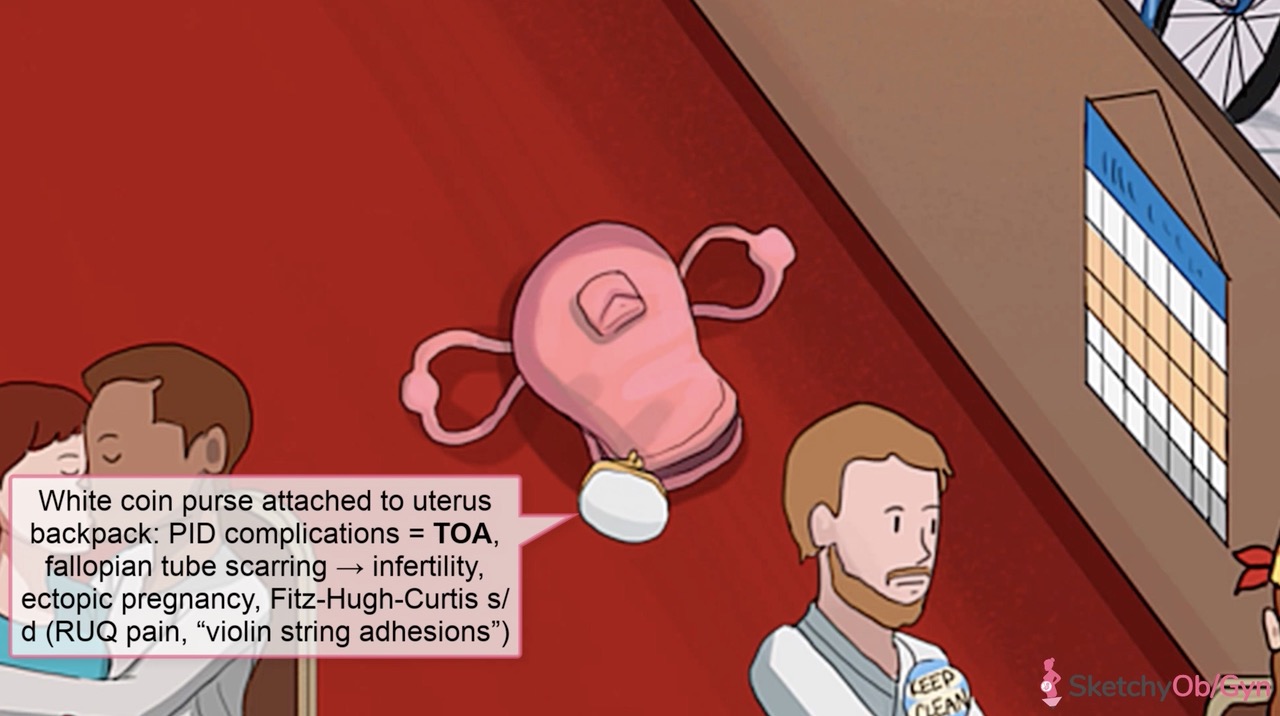 White coin purse attached to uterus
backpack: PID complications = TOA,
fallopian tube scarring → infertility,
ectopic pregnancy, Fitz-Hugh-Curtis s/
d (RUQ pain, “violin string adhesions”)
KEEP
CLEAN
SketchyOb/Gyn